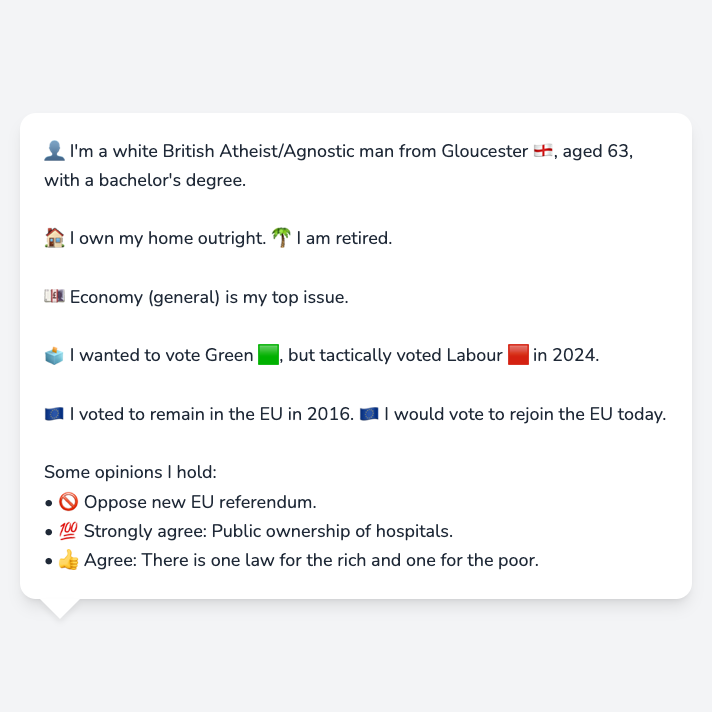 👤 I'm a white British Atheist/Agnostic man from Gloucester 🏴󠁧󠁢󠁥󠁮󠁧󠁿, aged 63,
with a bachelor's degree.
🏠 I own my home outright. 🌴 I am retired.
💷 Economy (general) is my top issue.
🗳️ I wanted to vote Green 🟩, but tactically voted Labour 🟥 in 2024.
🇪🇺 I voted to remain in the EU in 2016. 🇪🇺 I would vote to rejoin the EU today.
Some opinions I hold:
• 🚫 Oppose new EU referendum.
• 💯 Strongly agree: Public ownership of hospitals.
• 👍 Agree: There is one law for the rich and one for the poor.